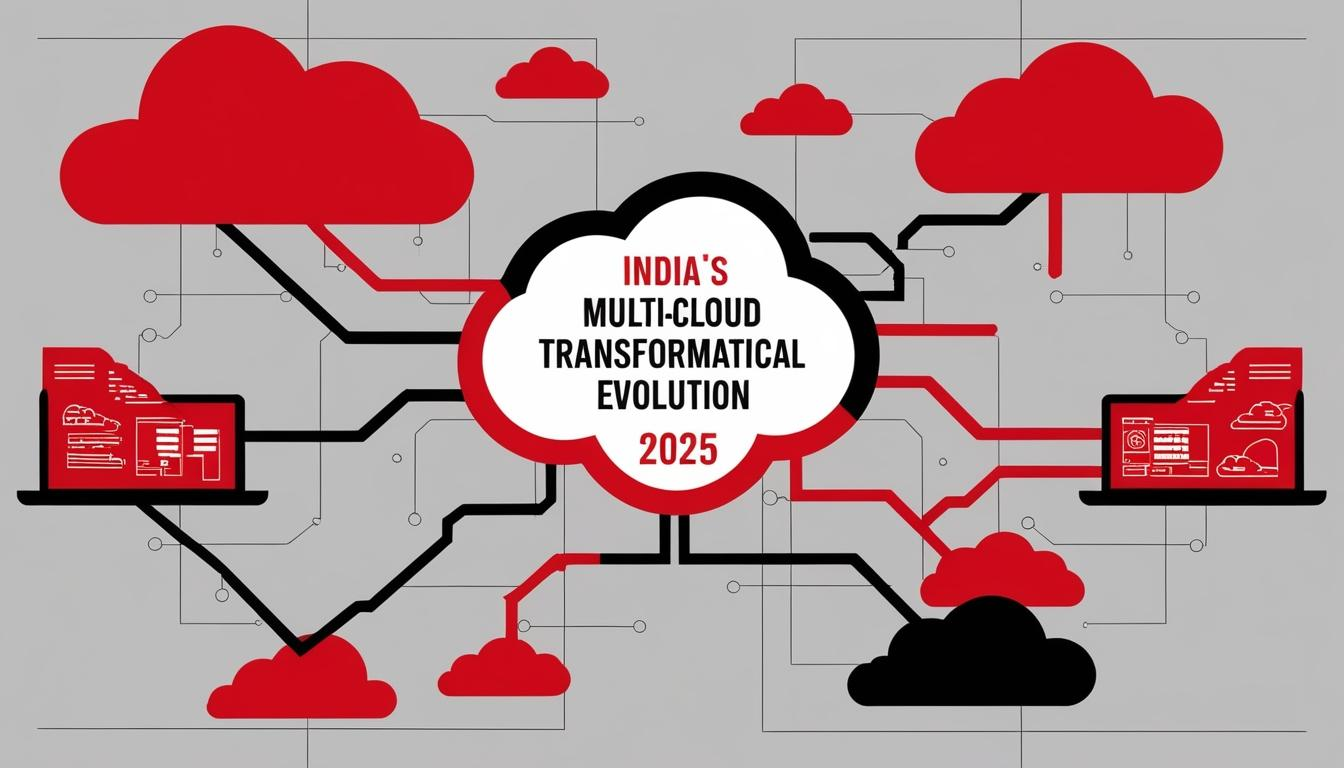 INDIA'S
MULTI-CLOUD
TRANSFORMATICAL
EVOLUTION
2025